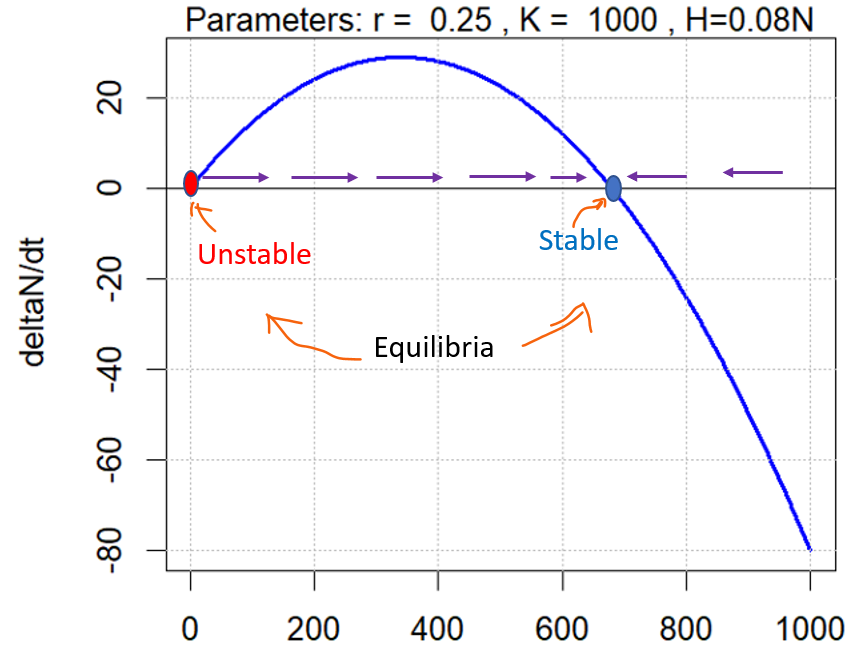 Parameters: r = 0.25 , K = 1000 , H=0.08N
deltaN/dt
20
0
-20
-40
-60
-80
Unstable
Stable
Equilibria
0 200 400 600 800 1000